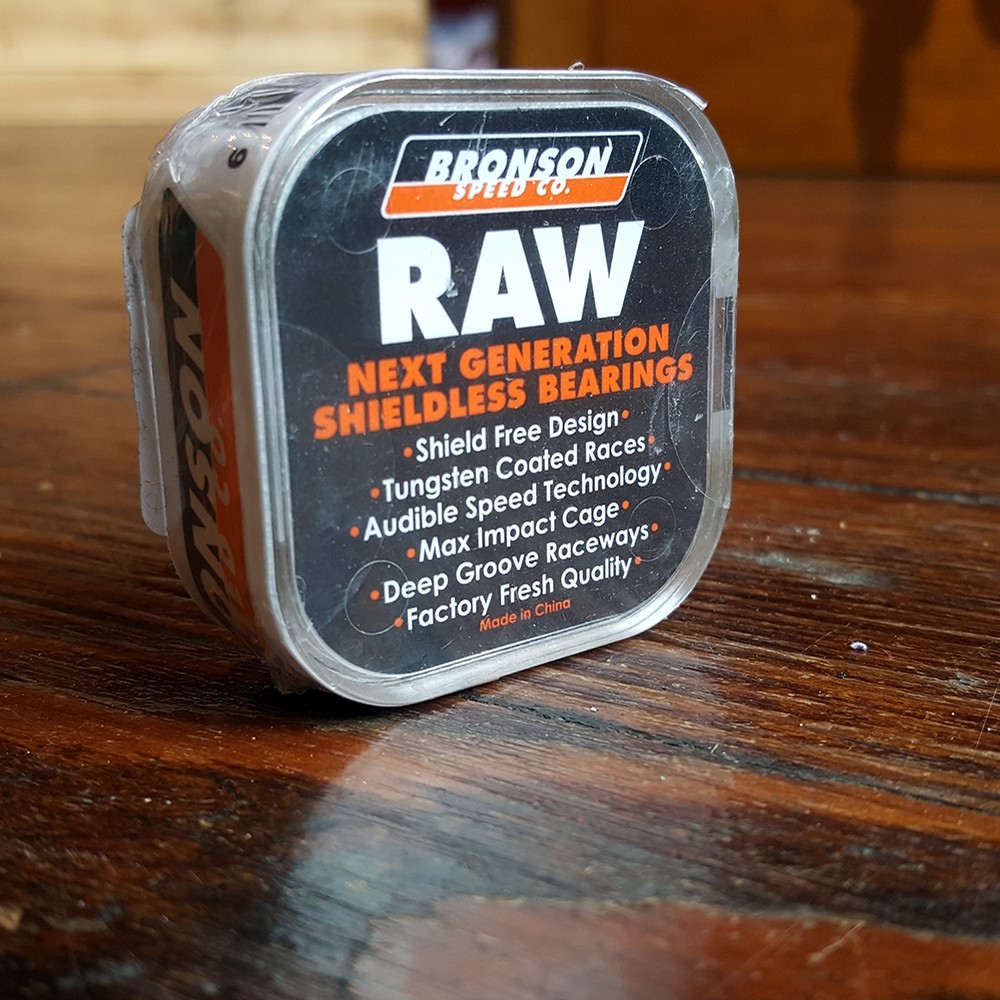 BRONSON
SPEED CO.
RAW
NEXT GENERATION
SHIELDLESS BEARINGS
•Shield Free Design•
•Tungsten Coated Races•
•Audible Speed Technology•
•Max Impact Cage•
•Deep Groove Raceways•
•Factory Fresh Quality•
Made in China